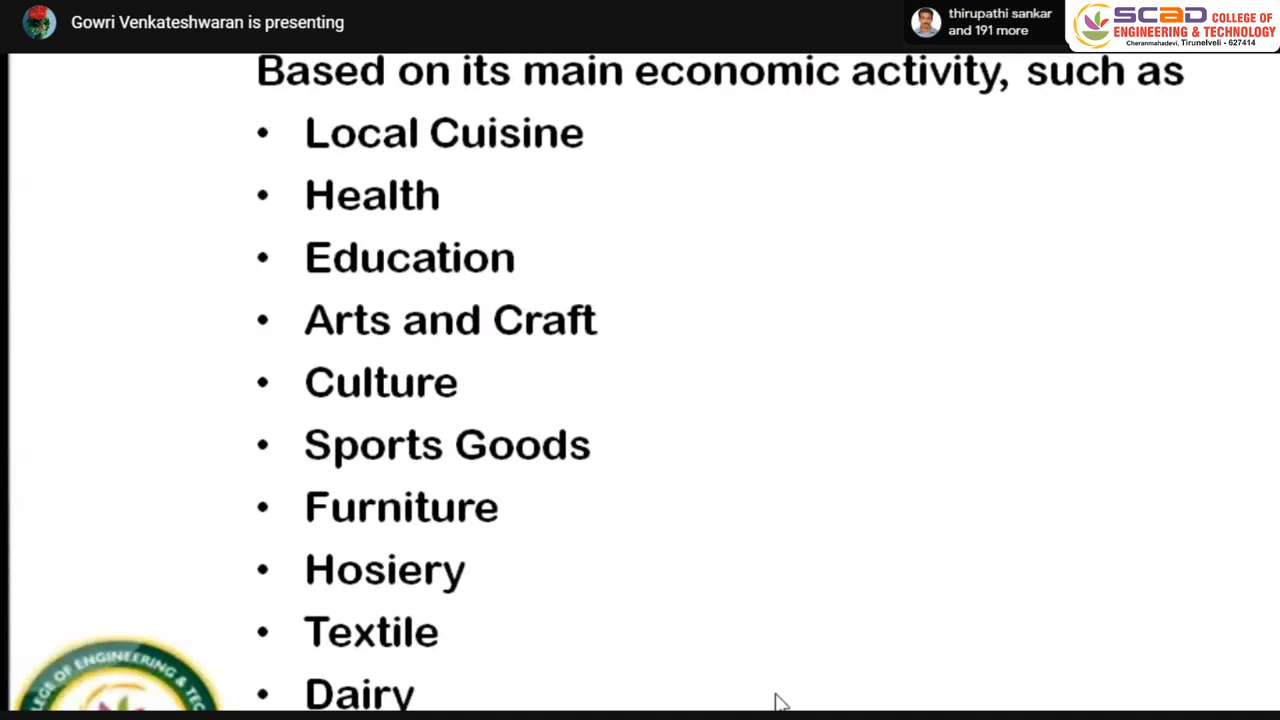 Gowri Venkateshwaran is presenting
thirupathi sankar
and 191 more
SCAD COLLEGE OF
ENGINEERING & TECHNOLOGY
Cheranmahadevi, Tirunelveli - 627414
Based on its main economic activity, such as
• Local Cuisine
• Health
• Education
• Arts and Craft
• Culture
• Sports Goods
• Furniture
• Hosiery
• Textile
• Dairy
OF ENGINEERING &